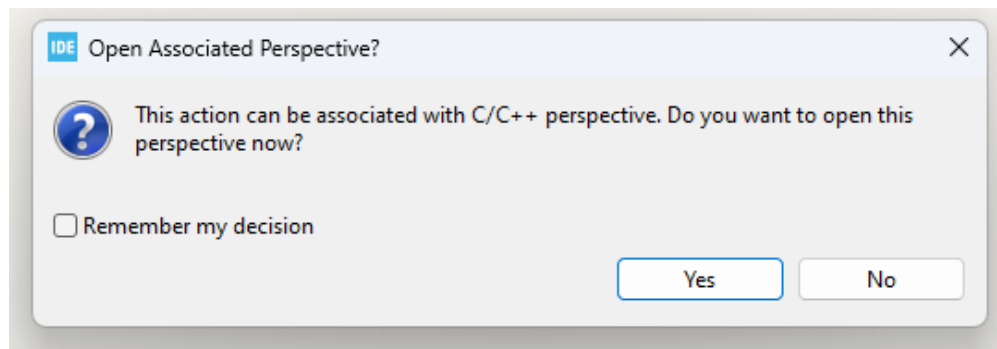 IDE Open Associated Perspective?
This action can be associated with C/C++ perspective. Do you want to open this
perspective now?
Remember my decision
Yes No